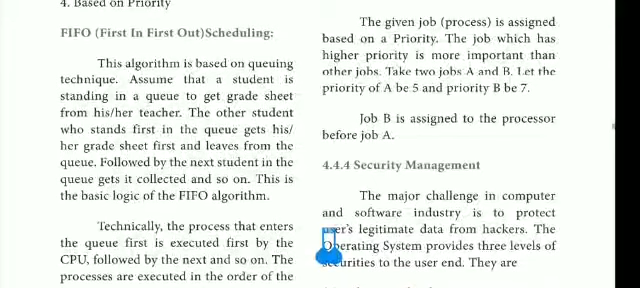 4. Based on Priority
FIFO (First In First Out)Scheduling:
This algorithm is based on queuing
technique. Assume that a student is
standing in a queue to get grade sheet
from his/her teacher. The other student
who stands first in the queue gets his/
her grade sheet first and leaves from the
queue. Followed by the next student in the
queue gets it collected and so on. This is
the basic logic of the FIFO algorithm.
Technically, the process that enters
the queue first is executed first by the
CPU, followed by the next and so on. The
processes are executed in the order of the
The given job (process) is assigned
based on a Priority. The job which has
higher priority is more important than
other jobs. Take two jobs A and B. Let the
priority of A be 5 and priority B be 7.
Job B is assigned to the processor
before job A.
4.4.4 Security Management
The major challenge in computer
and software industry is to protect
user's legitimate data from hackers. The
Operating System provides three levels of
securities to the user end. They are